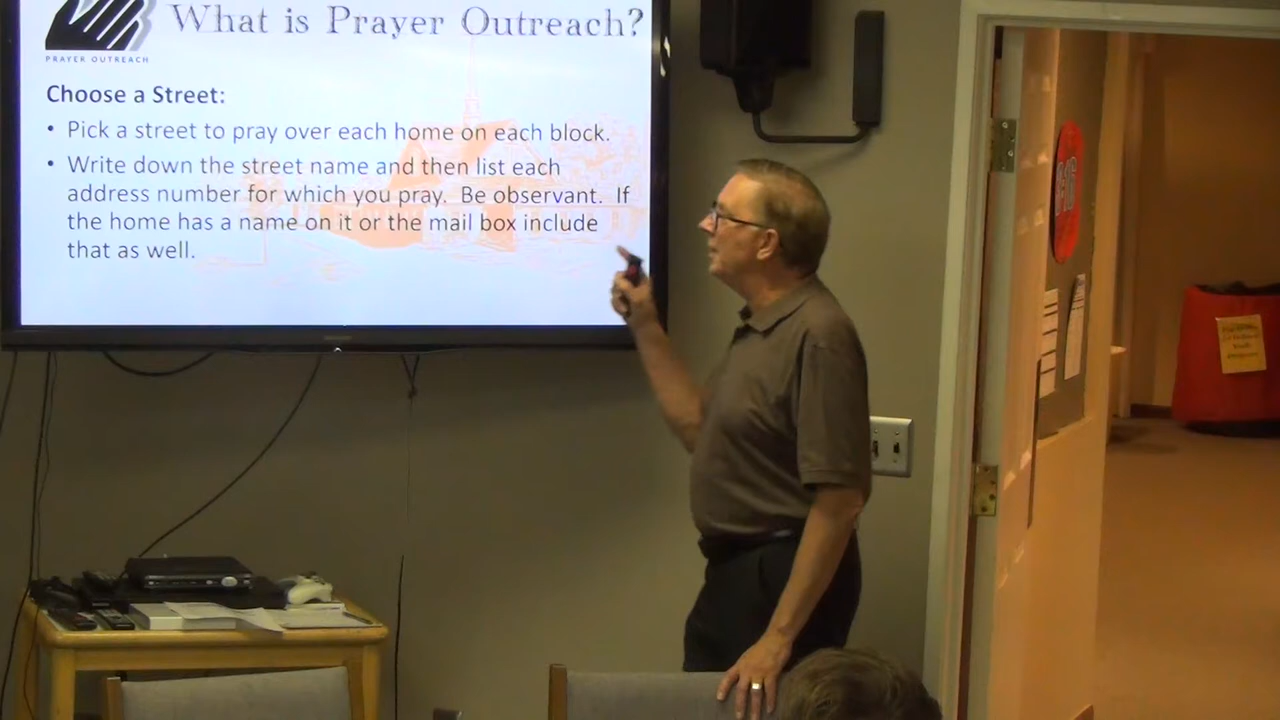 What is Prayer Outreach?
PRAYER OUTREACH
Choose a Street:
• Pick a street to pray over each home on each block.
• Write down the street name and then list each
address number for which you pray. Be observant. If
the home has a name on it or the mail box include
that as well.